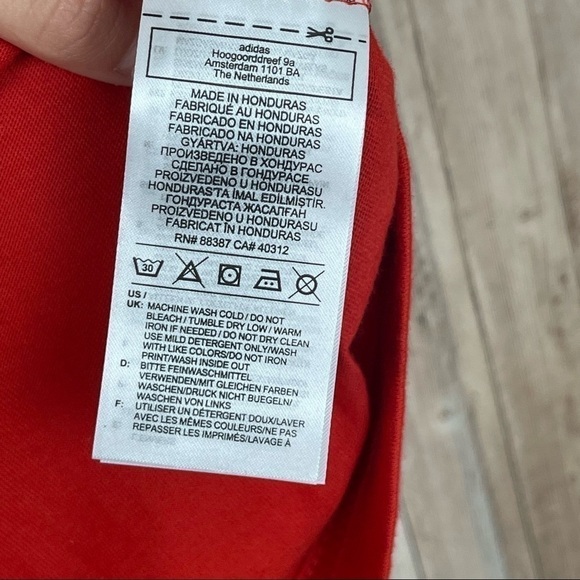 adidas
Hoogoorddreef 9a
Amsterdam 1101 BA
The Netherlands
MADE IN HONDURAS
FABRIQUÉ AU HONDURAS
FABRICADO EN HONDURAS
FABRICADO NA HONDURAS
GYÁRTVA: HONDURAS
ПРОИЗВЕДЕНО В ХОНДУРАС
СДЕЛАНО В ГОНДУРАСЕ
PROIZVEDENO U HONDURASU
HONDURAS'TA İMAL EDİLMİŞTİR.
ГОНДУРАСТА ЖАСАЛҒАН
PROIZVEDENO U HONDURASU
FABRICAT ÎN HONDURAS
RN# 88387 CA# 40312
30
US /
UK: MACHINE WASH COLD / DO NOT
BLEACH / TUMBLE DRY LOW / WARM
IRON IF NEEDED / DO NOT DRY CLEAN
USE MILD DETERGENT ONLY/WASH
WITH LIKE COLORS/DO NOT IRON
PRINT/WASH INSIDE OUT
D: BITTE FEINWASCHMITTEL
VERWENDEN/MIT GLEICHEN FARBEN
WASCHEN/DRUCK NICHT BUEGELN/
WASCHEN VON LINKS
F: UTILISER UN DÉTERGENT DOUX/LAVER
AVEC LES MÊMES COULEURS/NE PAS
REPASSER LES IMPRIMÉS/LAVAGE À